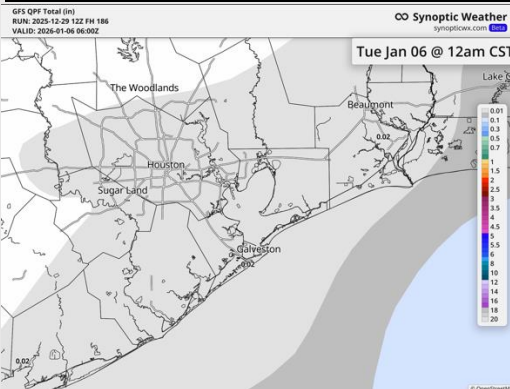 GFS QPF Total (in)
RUN: 2025-12-29 12Z FH 186
VALID: 2026-01-06 06:00Z
Synoptic Weather
synopticwx.com Beta
Tue Jan 06 @ 12am CST
The Woodlands
Lake C
Beaumont
0.02
Houston
Sugar Land
Galveston
0.02
0.02
0.01
0.1
0.3
0.5
0.7
1
1.5
2
2.5
3
3.5
4
4.5
5
5.5
6
8
10
12
14
16
18
20